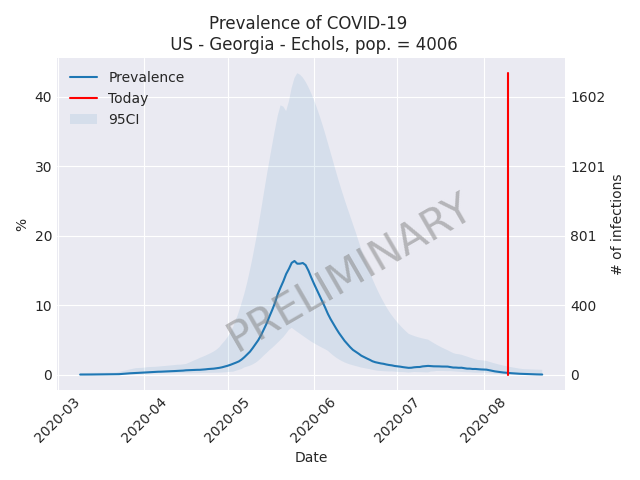 Prevalence of COVID-19
US - Georgia - Echols, pop. = 4006
Prevalence
Today
95CI
40
30
20
10
0
%
1602
1201
801
400
0
# of infections
PRELIMINARY
2020-03
2020-04
2020-05
2020-06
2020-07
2020-08
Date